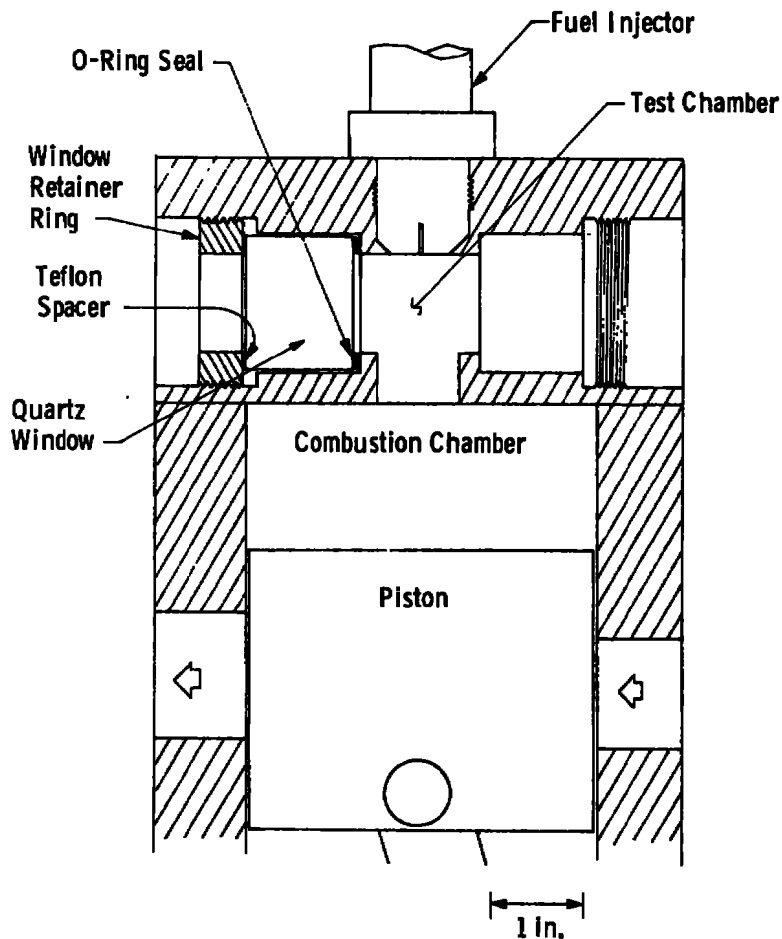 Fuel Injector
O-Ring Seal
Test Chamber
Window
Retainer
Ring
Teflon
Spacer
Quartz
Window
Combustion Chamber
Piston
1 in.